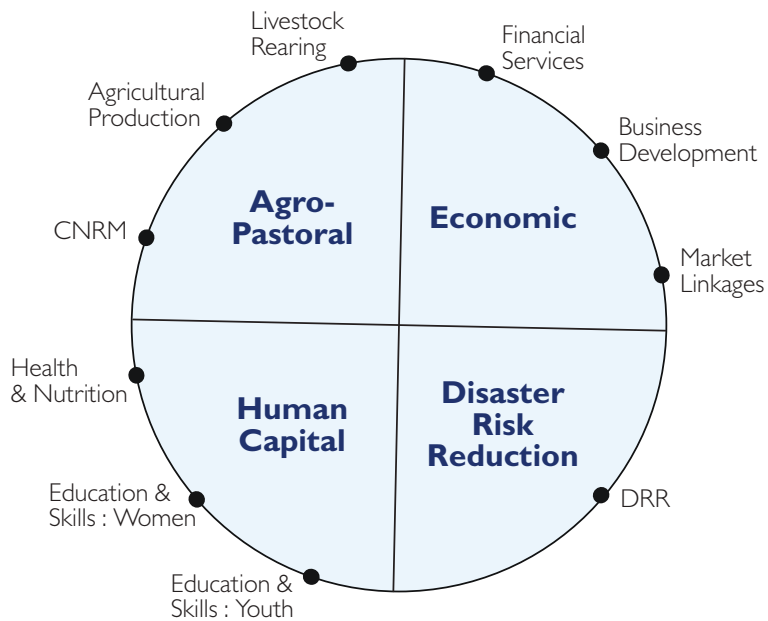 Livestock
Rearing
Financial
Services
Agricultural
Production
Business
Development
Agro-
Pastoral
Economic
CNRM
Market
Linkages
Health
& Nutrition
Human
Capital
Disaster
Risk
Reduction
Education &
Skills : Women
DRR
Education &
Skills : Youth